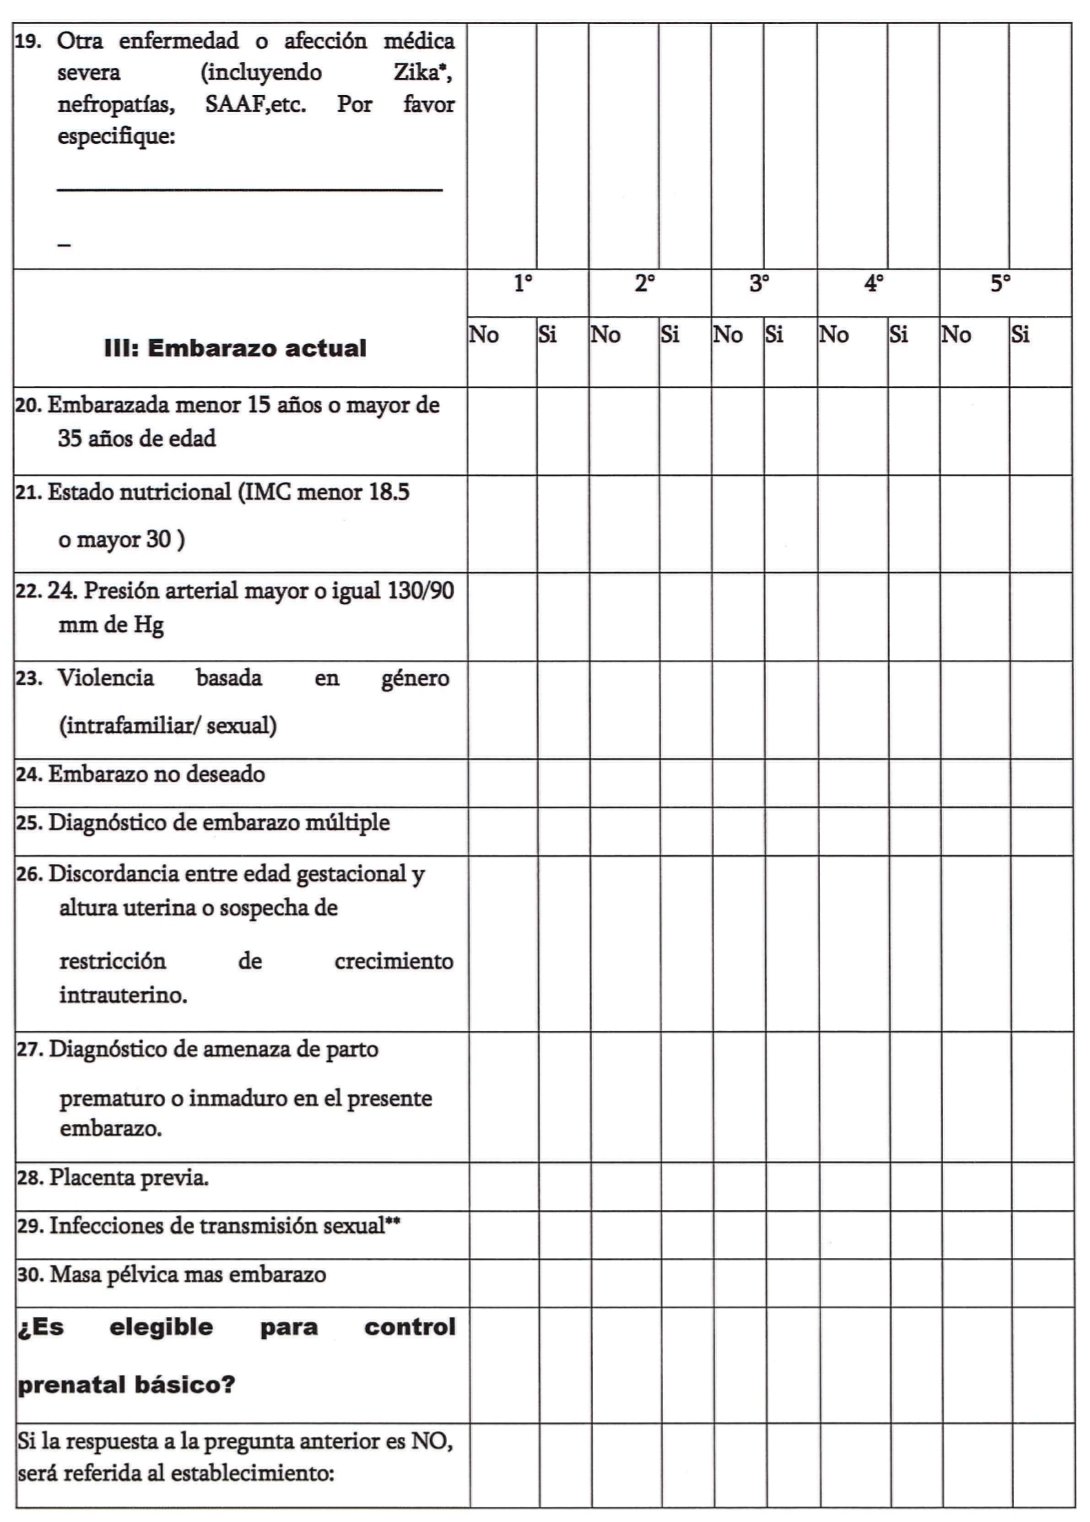 19. Otra enfermedad o afección médica
severa (incluyendo Zika*,
nefropatías, SAAF,etc. Por favor
especifique:
1° 2° 3° 4° 5°
III: Embarazo actual
No Si No Si No Si No Si No Si
20. Embarazada menor 15 años o mayor de
35 años de edad
21. Estado nutricional (IMC menor 18.5
o mayor 30 )
22. 24. Presión arterial mayor o igual 130/90
mm de Hg
23. Violencia basada en género
(intrafamiliar/ sexual)
24. Embarazo no deseado
25. Diagnóstico de embarazo múltiple
26. Discordancia entre edad gestacional y
altura uterina o sospecha de
restricción de crecimiento
intrauterino.
27. Diagnóstico de amenaza de parto
prematuro o inmaduro en el presente
embarazo.
28. Placenta previa.
29. Infecciones de transmisión sexual**
30. Masa pélvica mas embarazo
¿Es elegible para control
prenatal básico?
Si la respuesta a la pregunta anterior es NO,
será referida al establecimiento: